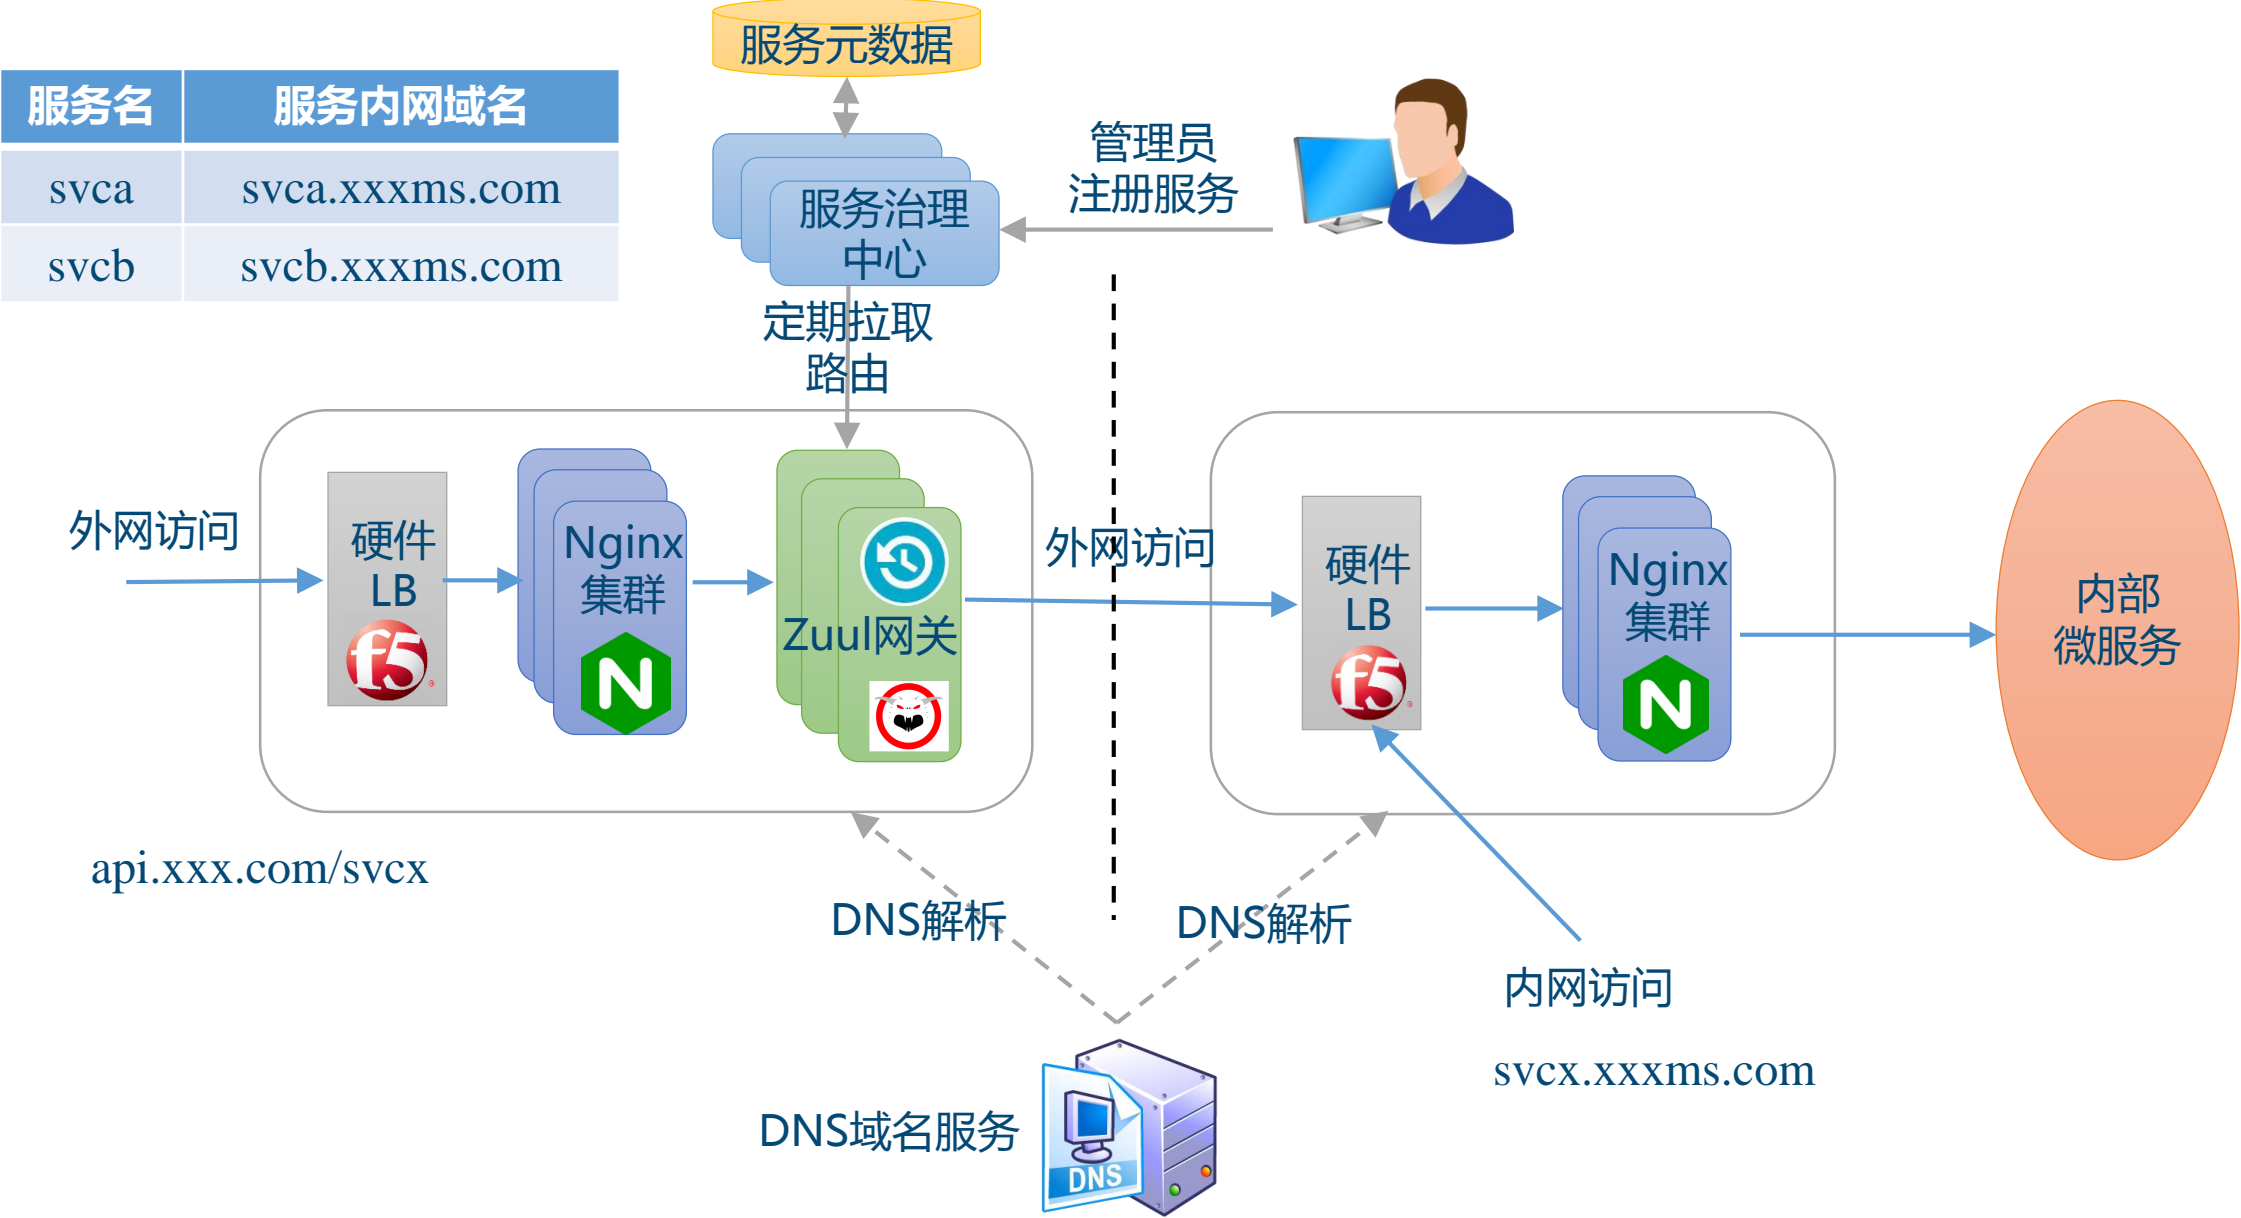 服务元数据
服务名 服务内网域名
svca svca.xxxms.com
svcb svcb.xxxms.com
服务治理
中心
管理员
注册服务
定期拉取
路由
外网访问
硬件
LB
f5
Nginx
集群
N
Zuul网关
外网访问
硬件
LB
f5
Nginx
集群
N
内部
微服务
api.xxx.com/svcx
DNS解析
DNS解析
内网访问
svcx.xxxms.com
DNS域名服务
DNS